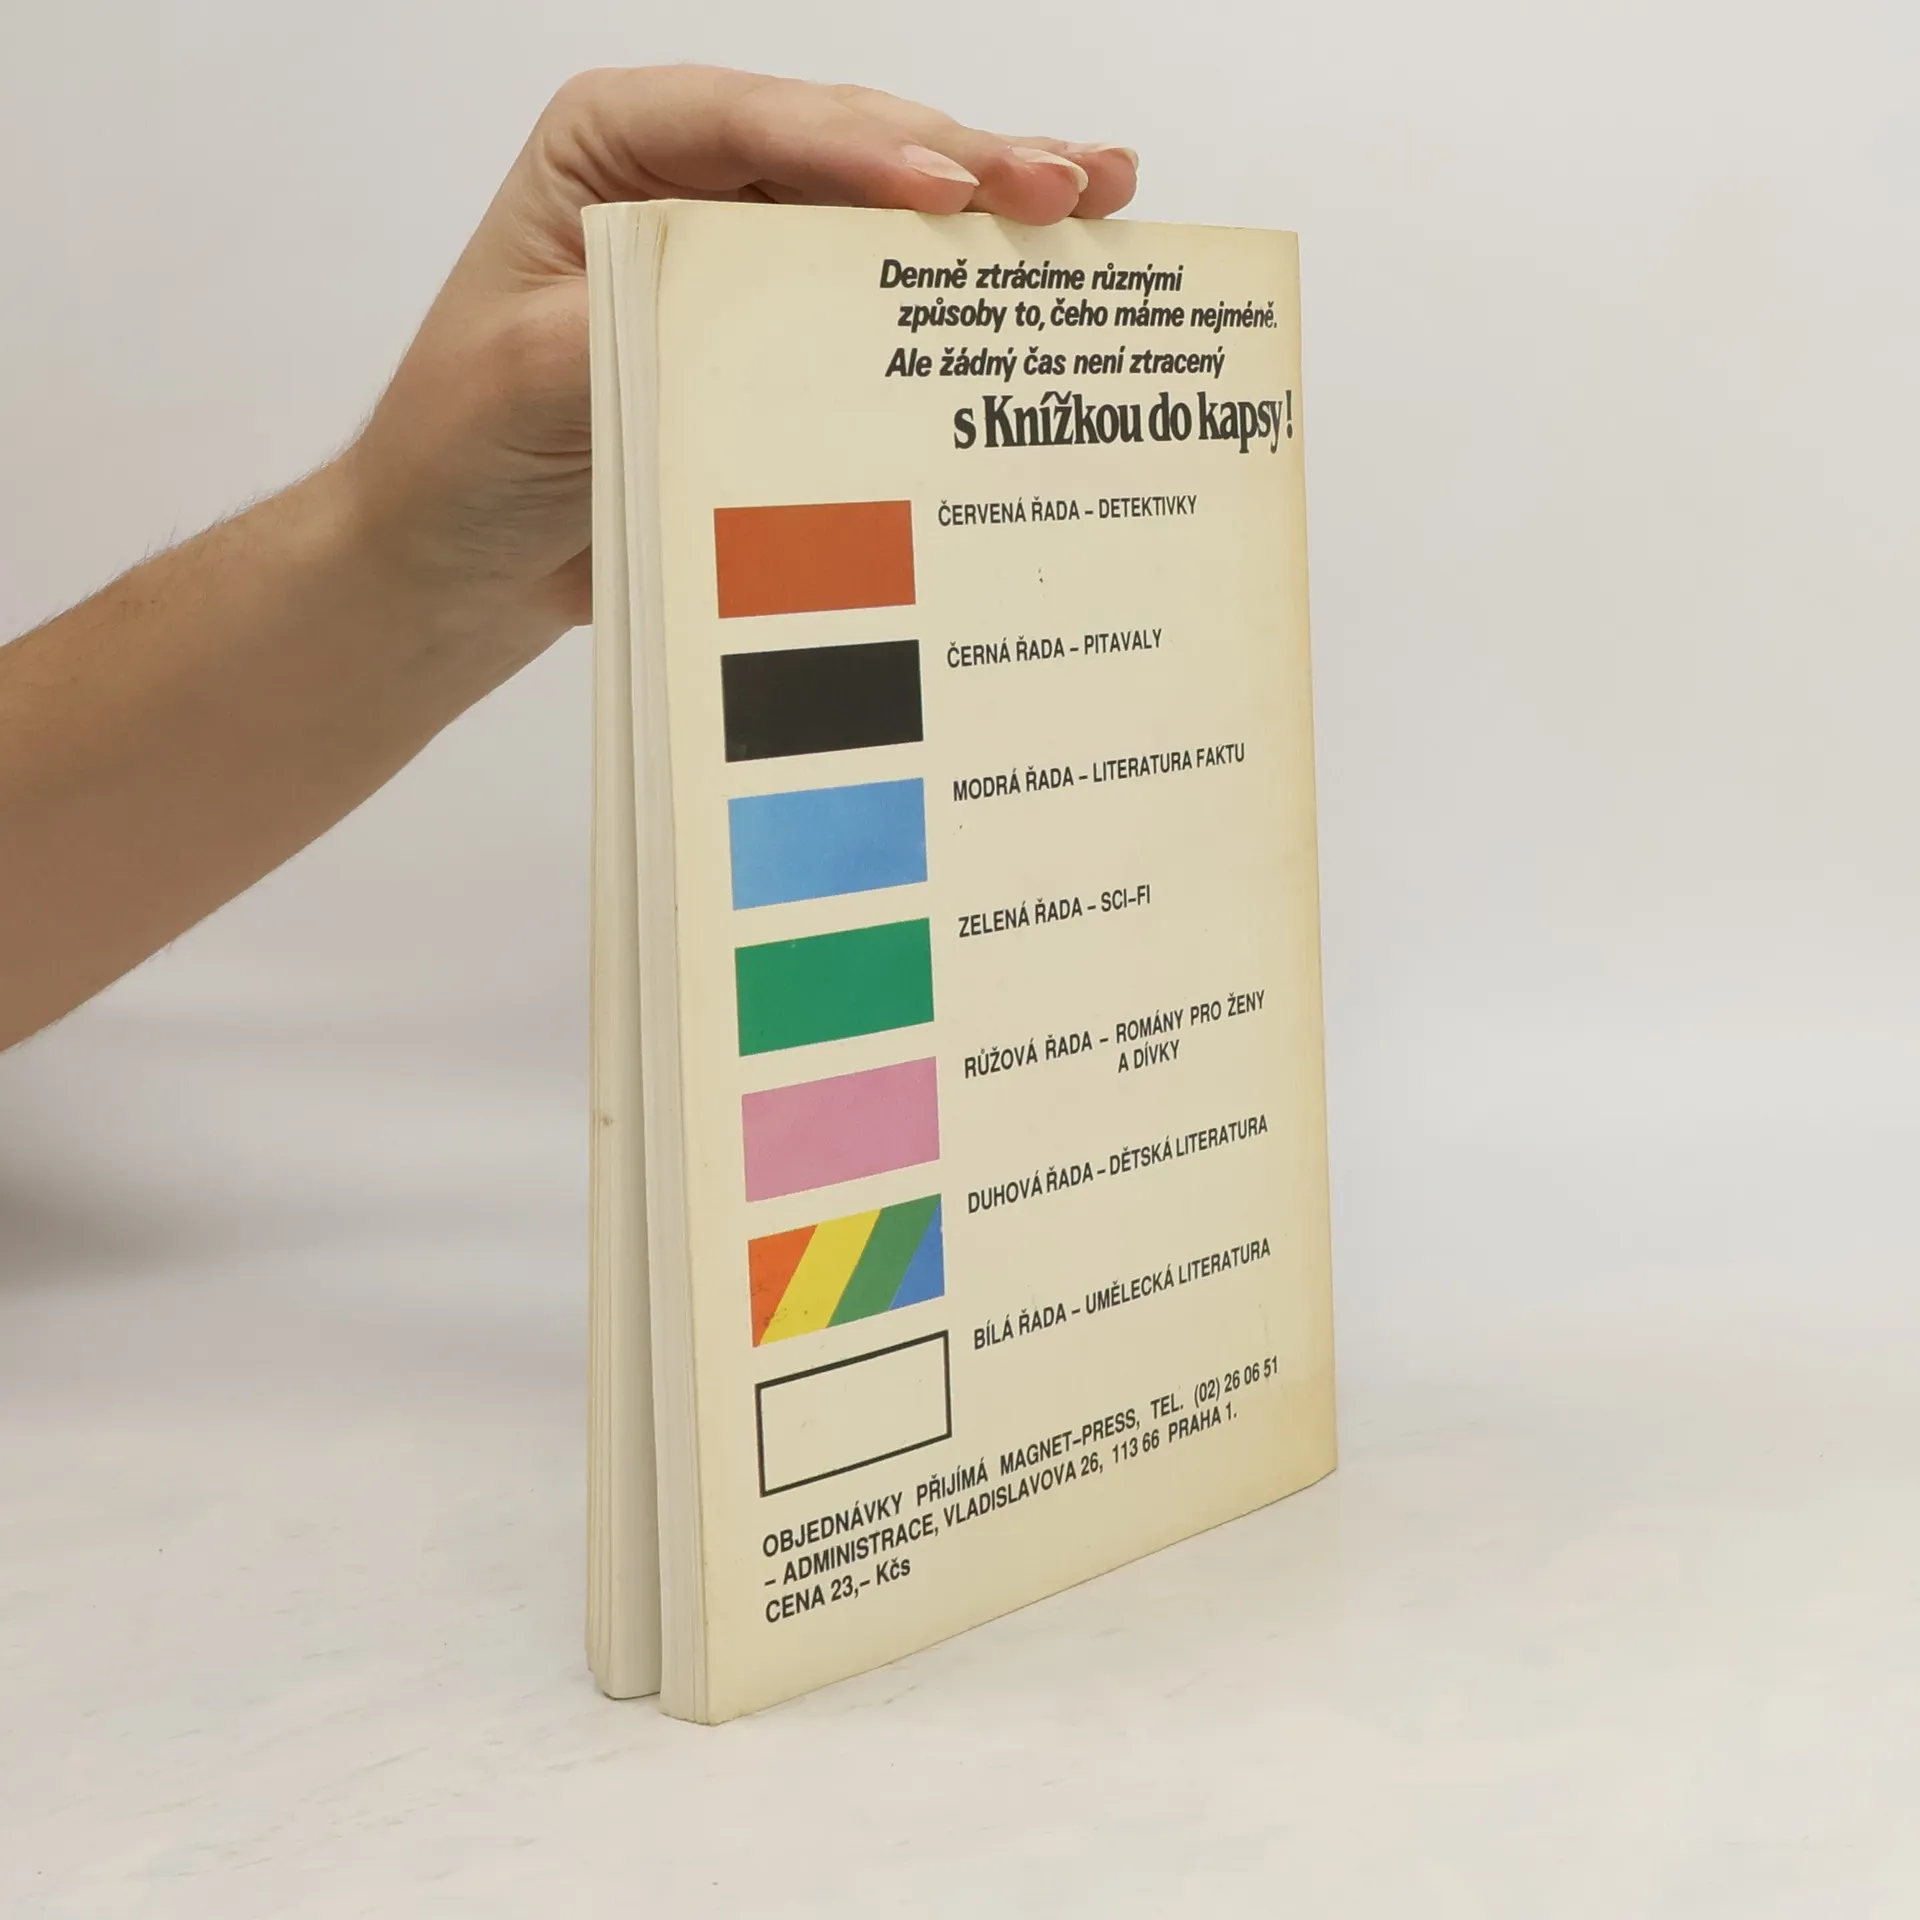 Denně ztrácíme různými
způsoby to, čeho máme nejméně.
Ale žádný čas není ztracený
s Knížkou do kapsy!
ČERVENÁ ŘADA – DETEKTIVKY
ČERNÁ ŘADA – PITAVALY
MODRÁ ŘADA – LITERATURA FAKTU
ZELENÁ ŘADA – SCI–FI
RŮŽOVÁ ŘADA – ROMÁNY PRO ŽENY
A DÍVKY
DUHOVÁ ŘADA – DĚTSKÁ LITERATURA
BÍLÁ ŘADA – UMĚLECKÁ LITERATURA
OBJEDNÁVKY PŘIJÍMÁ MAGNET–PRESS, TEL. (02) 26 06 51
– ADMINISTRACE, VLADISLAVOVA 26, 113 66 PRAHA 1.
CENA 23,– Kčs